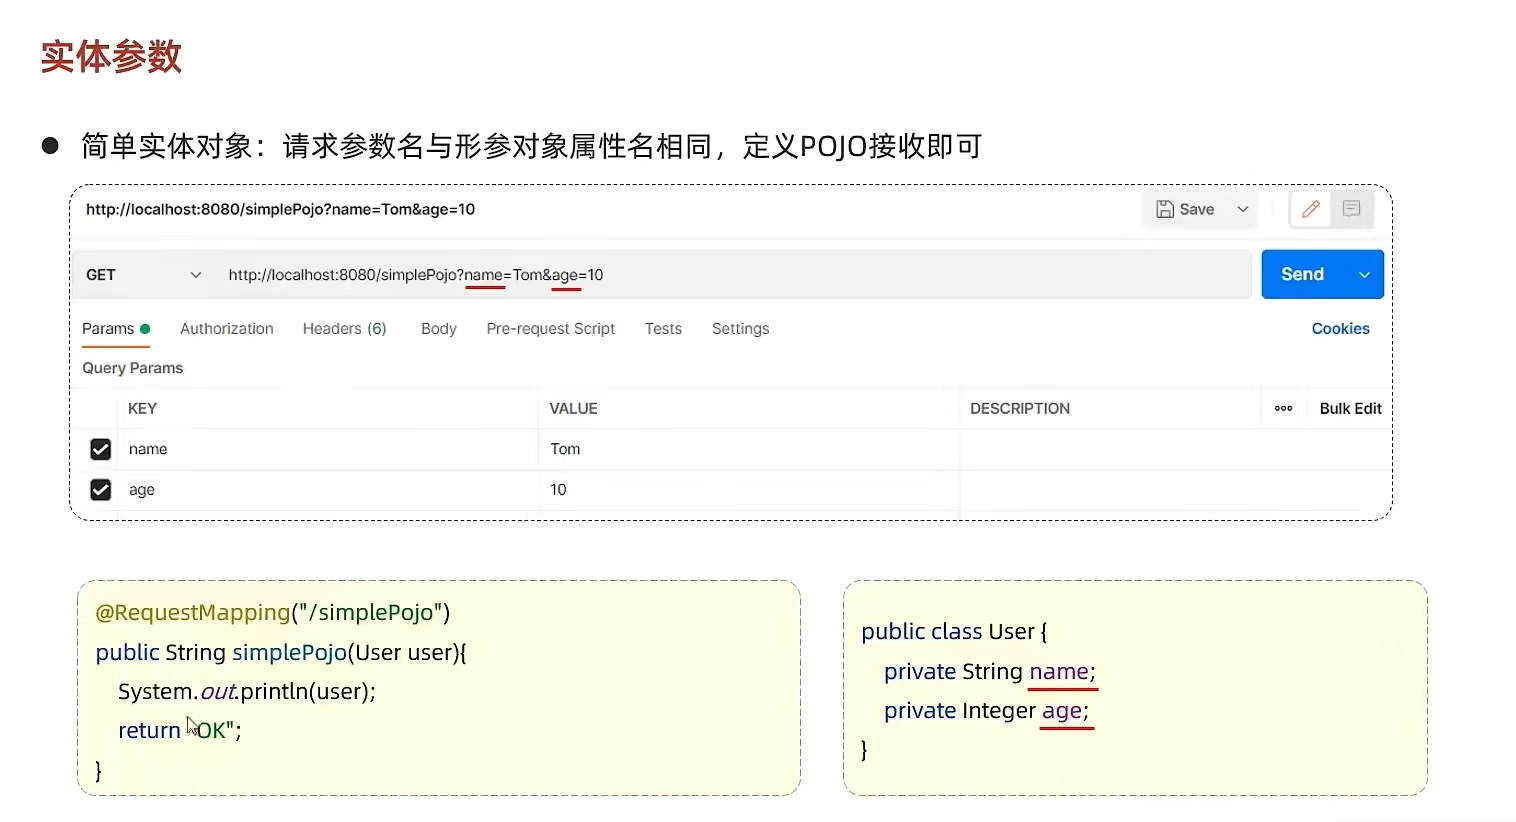 实体参数
● 简单实体对象：请求参数名与形参对象属性名相同，定义POJO接收即可
http://localhost:8080/simplePojo?name=Tom&age=10
Save
GET http://localhost:8080/simplePojo?name=Tom&age=10 Send
Params Authorization Headers (6) Body Pre-request Script Tests Settings Cookies
Query Params
KEY VALUE DESCRIPTION ooo Bulk Edit
name Tom
age 10
@RequestMapping("/simplePojo")
public String simplePojo(User user){
System.out.println(user);
return "OK";
}
public class User {
private String name;
private Integer age;
}